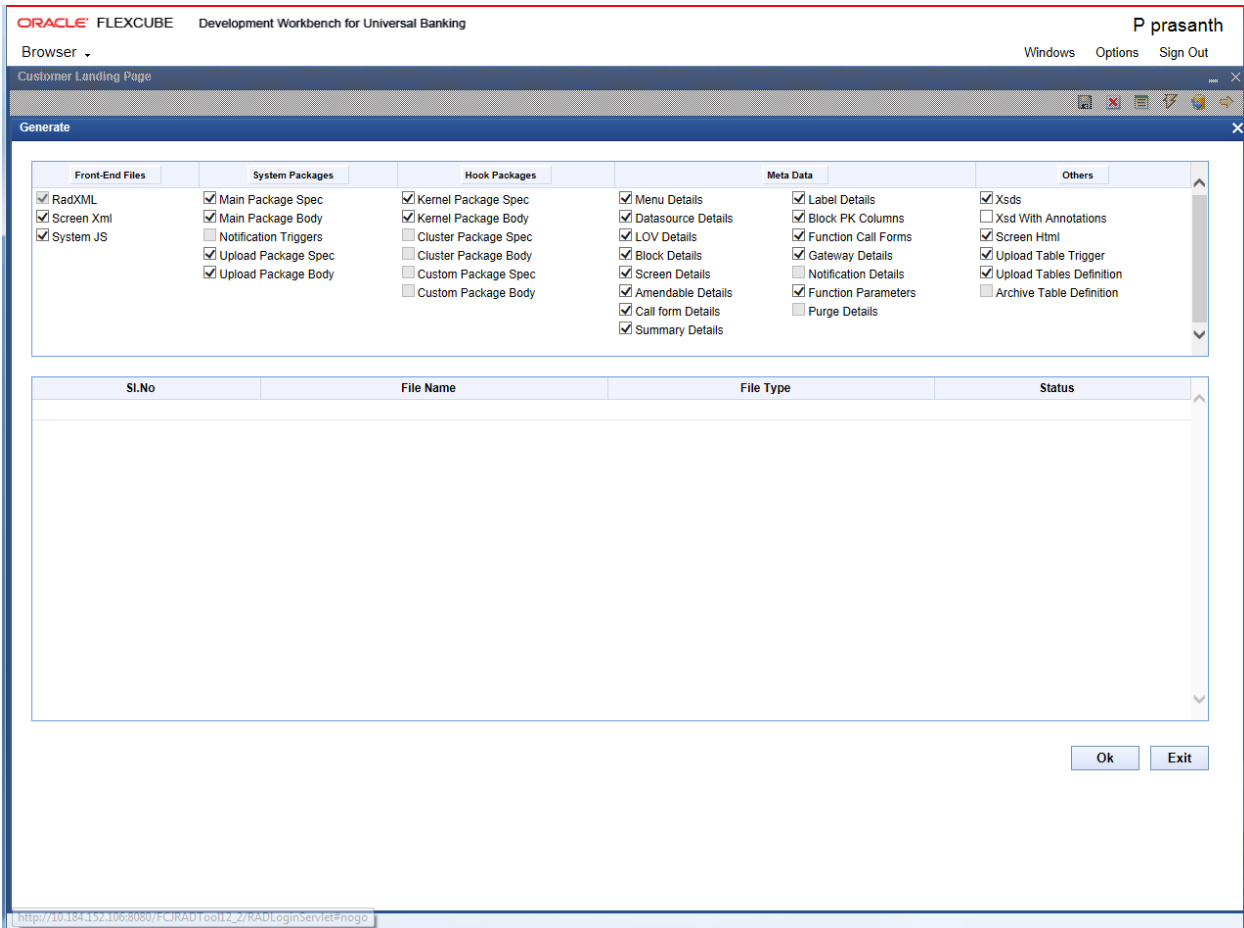 ORACLE FLEXCUBE Development Workbench for Universal Banking
P prasanth
Browser
Windows Options Sign Out
Customer Landing Page
Generate
Front-End Files System Packages Hook Packages Meta Data Others
RadXML Main Package Spec Kernel Package Spec Menu Details Label Details Xsds
Screen Xml Main Package Body Kernel Package Body Datasource Details Block PK Columns Xsd With Annotations
System JS Notification Triggers Cluster Package Spec LOV Details Function Call Forms Screen Html
Upload Package Spec Cluster Package Body Block Details Gateway Details Upload Table Trigger
Upload Package Body Custom Package Spec Screen Details Notification Details Upload Tables Definition
Custom Package Body Amendable Details Function Parameters Archive Table Definition
Call form Details Purge Details
Summary Details
Sl.No File Name File Type Status
Ok Exit
http://10.184.152.106:8080/FCJRADTool12_2/RADLoginServlet#nogo